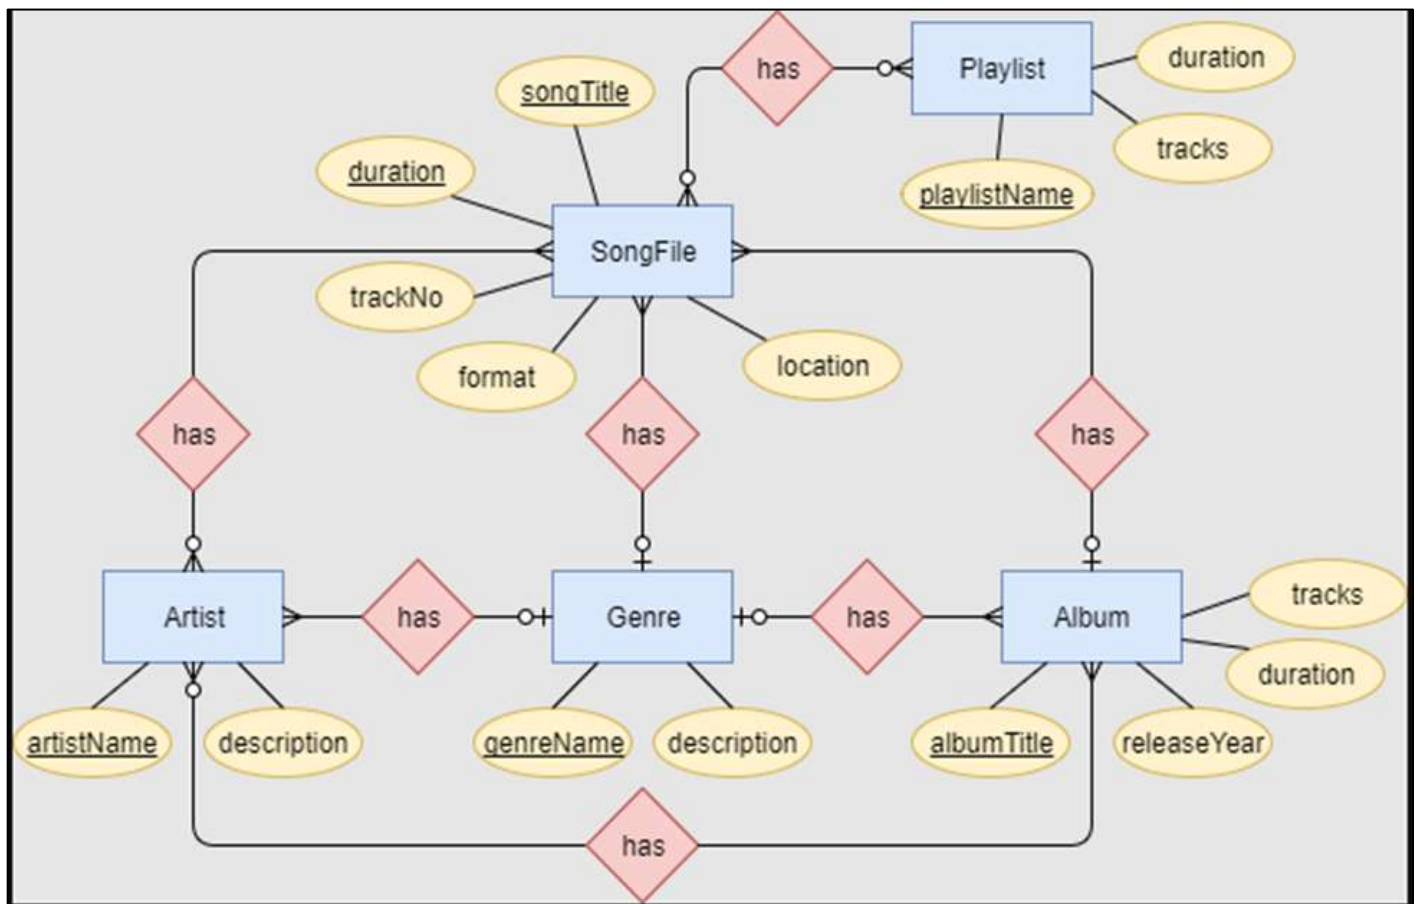 has
Playlist
duration
songTitle
tracks
duration
playlistName
SongFile
trackNo
format
location
has
has
has
Artist
has
Genre
has
Album
tracks
duration
artistName
description
genreName
description
albumTitle
releaseYear
has